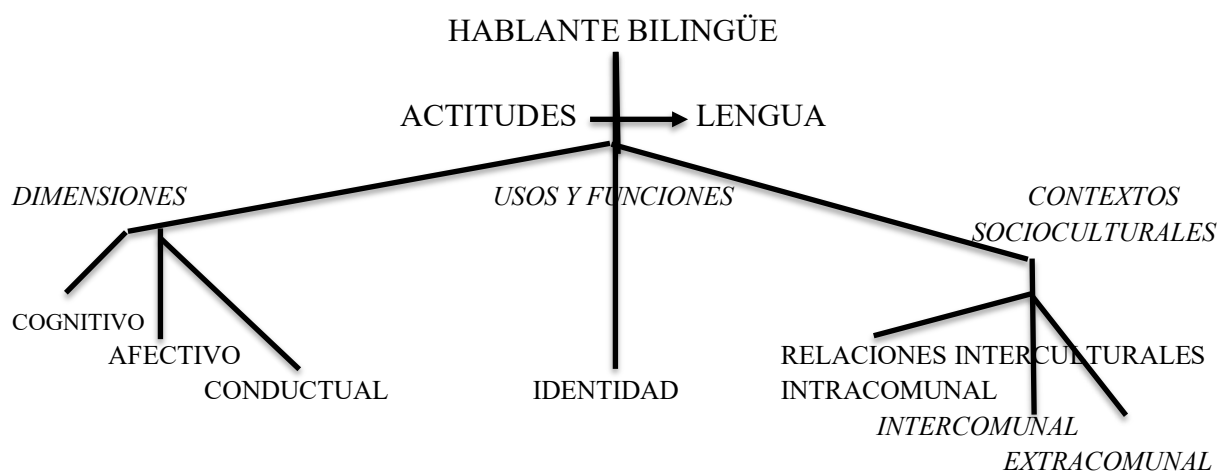 HABLANTE BILINGÜE
ACTITUDES LENGUA
DIMENSIONES
USOS Y FUNCIONES
CONTEXTOS
SOCIOCULTURALES
COGNITIVO
AFECTIVO
CONDUCTUAL
IDENTIDAD
RELACIONES INTERCULTURALES
INTRACOMUNAL
INTERCOMUNAL
EXTRACOMUNAL